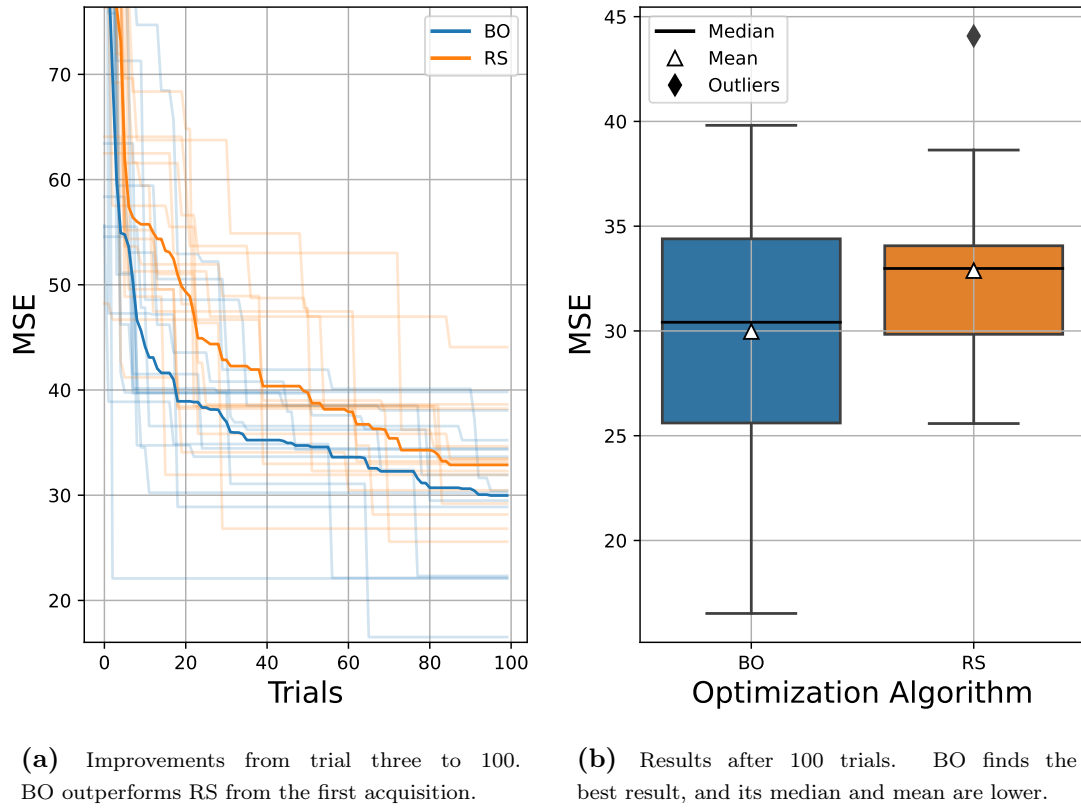 70
60
50
40
30
20
MSE
BO
RS
0
20
40
60
80
100
Trials
45
40
35
30
25
20
MSE
Median
Mean
Outliers
BO
RS
Optimization Algorithm
(a) Improvements from trial three to 100.
BO outperforms RS from the first acquisition.
(b) Results after 100 trials. BO finds the
best result, and its median and mean are lower.